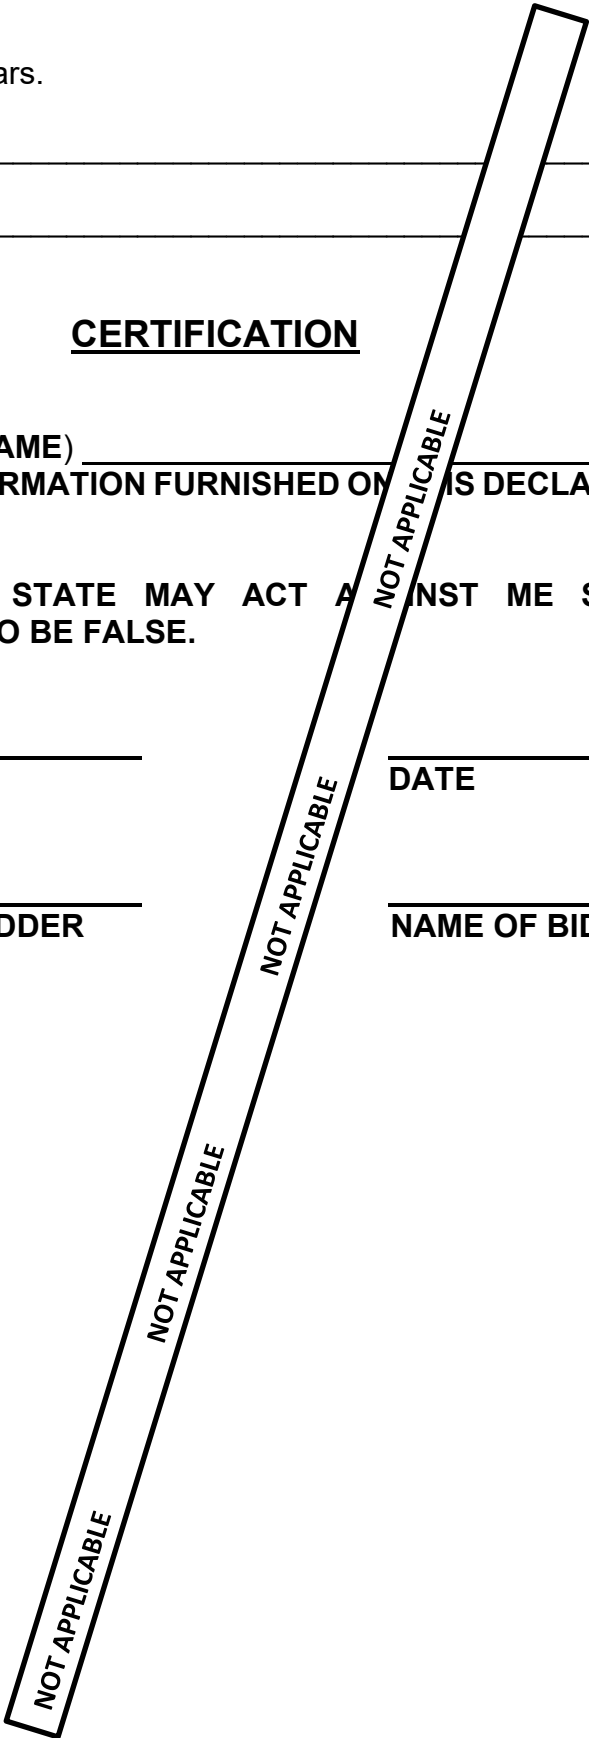 ars.
CERTIFICATION
AME)
RMATION FURNISHED ON IS DECLA
STATE MAY ACT A INST ME S
O BE FALSE.
DATE
DDER NAME OF BID
NOT APPLICABLE
NOT APPLICABLE
NOT APPLICABLE
NOT APPLICABLE